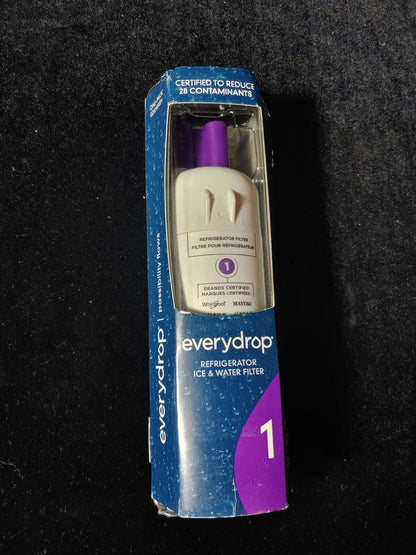 CERTIFIED TO REDUCE
28 CONTAMINANTS
REFRIGERATOR FILTER
FILTRE POUR RÉFRIGÉRATEUR
1
BRANDS CERTIFIED:
MARQUES CERTIFIÉES:
Whirlpool MAYTAG
everydrop
REFRIGERATOR
ICE & WATER FILTER
1
everydrop | possibility flows